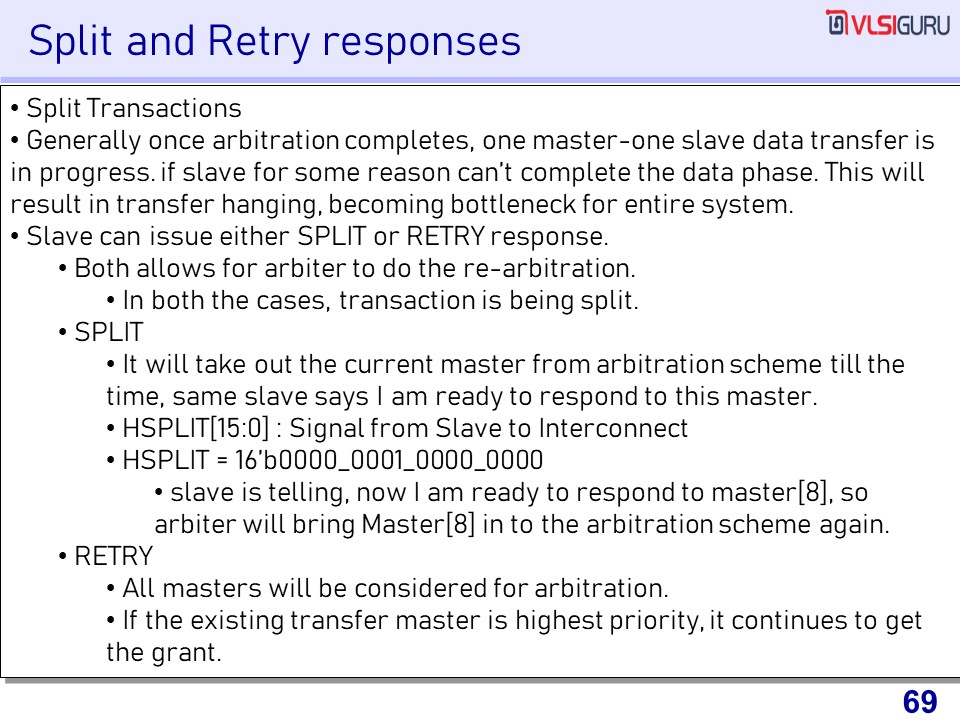 Split and Retry responses
VLSIGURU
• Split Transactions
• Generally once arbitration completes, one master-one slave data transfer is
in progress. if slave for some reason can't complete the data phase. This will
result in transfer hanging, becoming bottleneck for entire system.
• Slave can issue either SPLIT or RETRY response.
• Both allows for arbiter to do the re-arbitration.
• In both the cases, transaction is being split.
• SPLIT
• It will take out the current master from arbitration scheme till the
time, same slave says I am ready to respond to this master.
• HSPLIT[15:0] : Signal from Slave to Interconnect
• HSPLIT = 16’b0000_0001_0000_0000
• slave is telling, now I am ready to respond to master[8], so
arbiter will bring Master[8] in to the arbitration scheme again.
• RETRY
• All masters will be considered for arbitration.
• If the existing transfer master is highest priority, it continues to get
the grant.
69